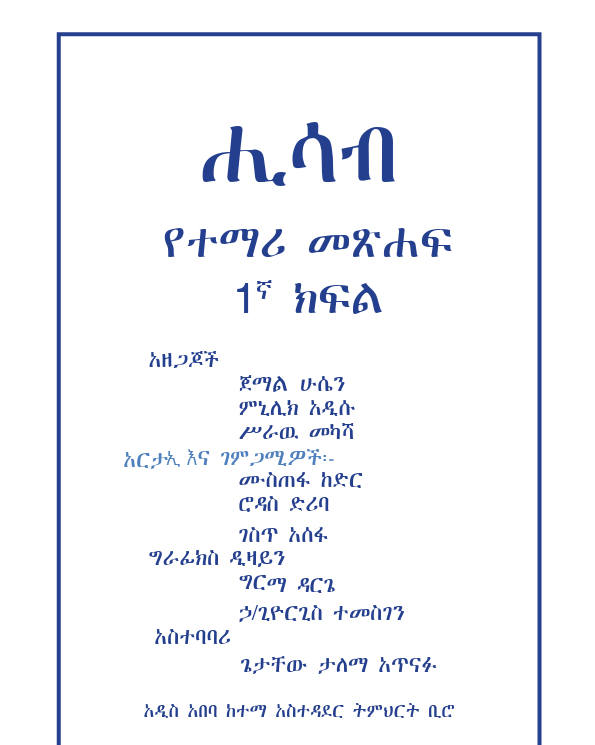 ሒሳብ
የተማሪ መጽሐፍ
1ኛ ክፍል
አዘጋጆች
ጀማል ሁሴን
ምኒሊክ አዲሱ
ሥራዉ መካሻ
አርታኢ እና ገምጋሚዎች፡-
ሙስጠፋ ከድር
ሮዳስ ድሪባ
ገስጥ አሰፋ
ግራፊክስ ዲዛይን
ግርማ ዳርጌ
ኃ/ጊዮርጊስ ተመስገን
አስተባባሪ
ጌታቸው ታለማ አጥናፉ
አዲስ አበባ ከተማ አስተዳደር ትምህርት ቢሮ